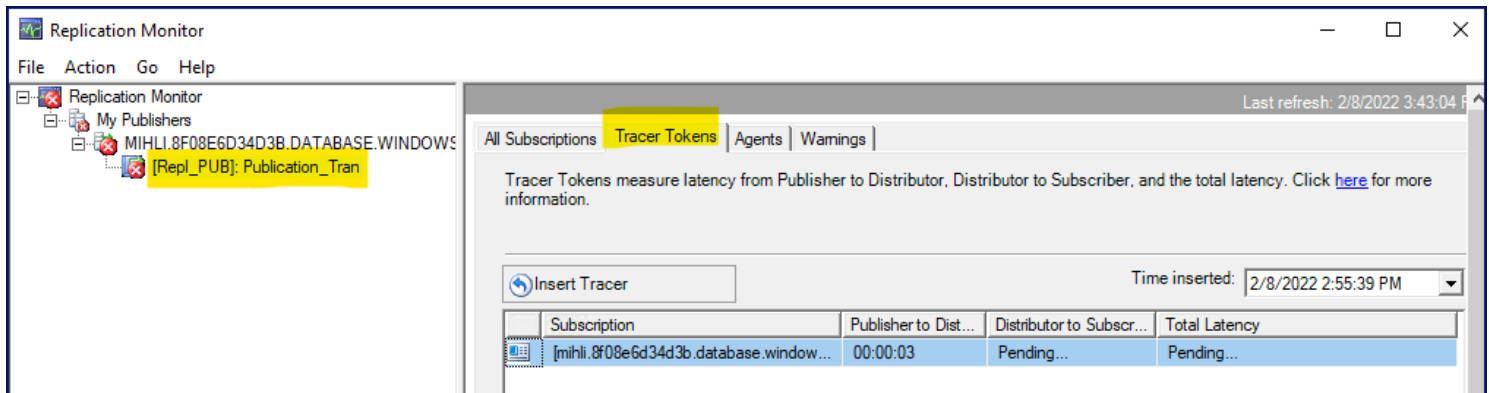 Replication Monitor
File Action Go Help
Replication Monitor
My Publishers
MIHLI.8F08E6D34D3B.DATABASE.WINDOWS
[Repl_PUB]: Publication_Tran
Last refresh: 2/8/2022 3:43:04
All Subscriptions Tracer Tokens Agents Warnings
Tracer Tokens measure latency from Publisher to Distributor, Distributor to Subscriber, and the total latency. Click here for more
information.
Insert Tracer Time inserted: 2/8/2022 2:55:39 PM
Subscription Publisher to Dist... Distributor to Subscr... Total Latency
[mihli.8f08e6d34d3b.database.window... 00:00:03 Pending... Pending...